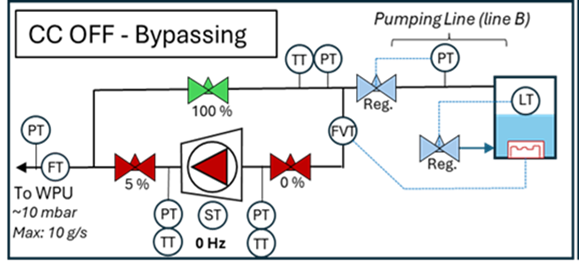 CC OFF - Bypassing
Pumping Line (line B)
TT PT
PT
100 %
Reg.
LT
PT
FVT
FT
Reg.
5 %
0 %
To WPU
~10 mbar
Max: 10 g/s
PT
ST
PT
TT
0 Hz
TT